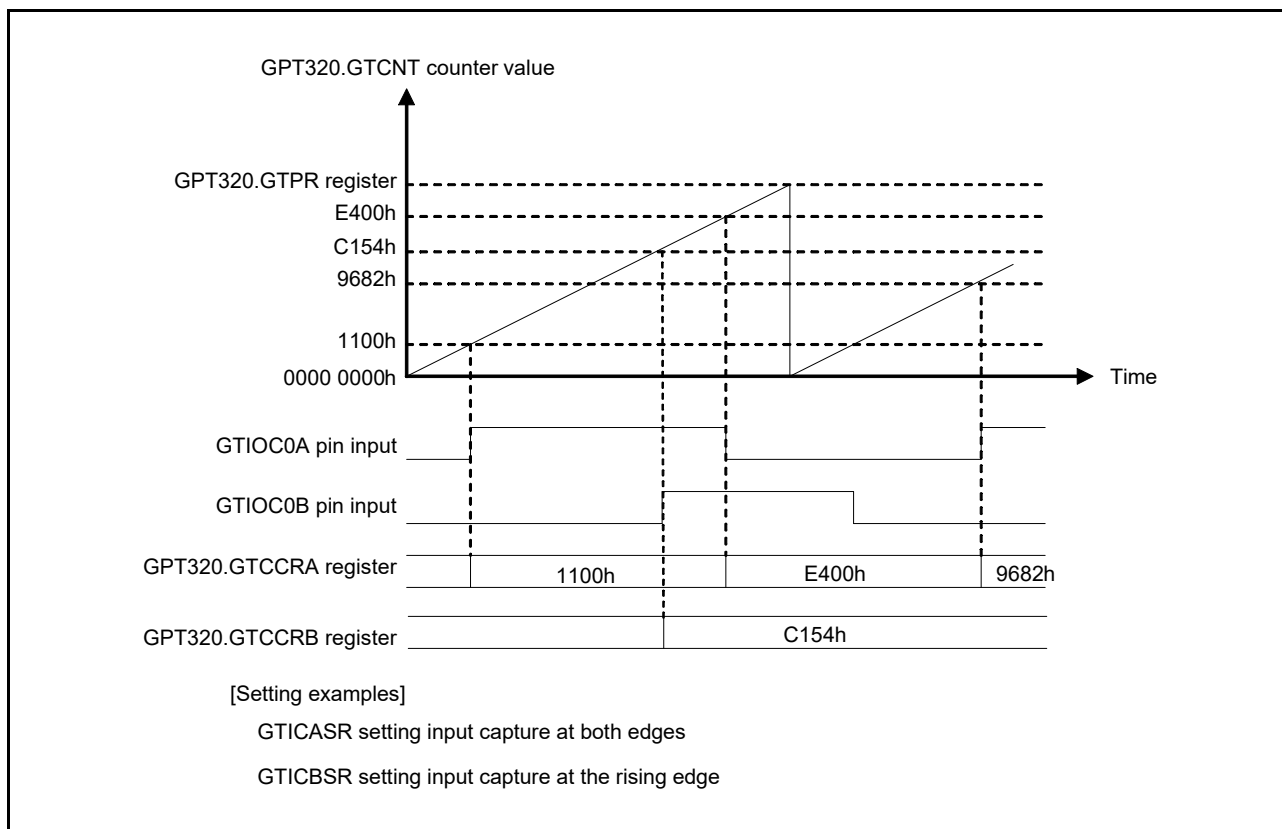 GPT320.GTCNT counter value
GPT320.GTPR register
E400h
C154h
9682h
1100h
0000 0000h
Time
GTIOC0A pin input
GTIOC0B pin input
GPT320.GTCCRA register
1100h
E400h
9682h
GPT320.GTCCRB register
C154h
[Setting examples]
GTICASR setting input capture at both edges
GTICBSR setting input capture at the rising edge